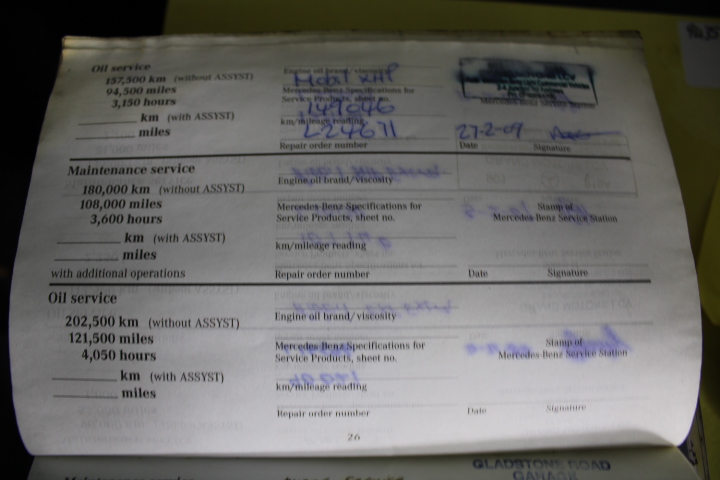 Oil service
157,500 km (without ASSYST)
94,500 miles
3,150 hours
km (with ASSYST)
miles
Engine oil brand/viscosity
Mobil XHP
Mercedes-Benz Specifications for
Service Products, sheet no.
149646
km/mileage reading
L24671
Repair order number
27-2-09
Date
Mercedes-Benz Service Station
Signature
Maintenance service
180,000 km (without ASSYST)
108,000 miles
3,600 hours
km (with ASSYST)
miles
with additional operations
Engine oil brand/viscosity
Mercedes-Benz Specifications for
Service Products, sheet no.
km/mileage reading
Repair order number
Stamp of
Mercedes-Benz Service Station
Date
Signature
Oil service
202,500 km (without ASSYST)
121,500 miles
4,050 hours
km (with ASSYST)
miles
Engine oil brand/viscosity
Mercedes-Benz Specifications for
Service Products, sheet no.
km/mileage reading
Repair order number
Stamp of
Mercedes-Benz Service Station
Date
Signature
26
GLADSTONE ROAD
GARAGE